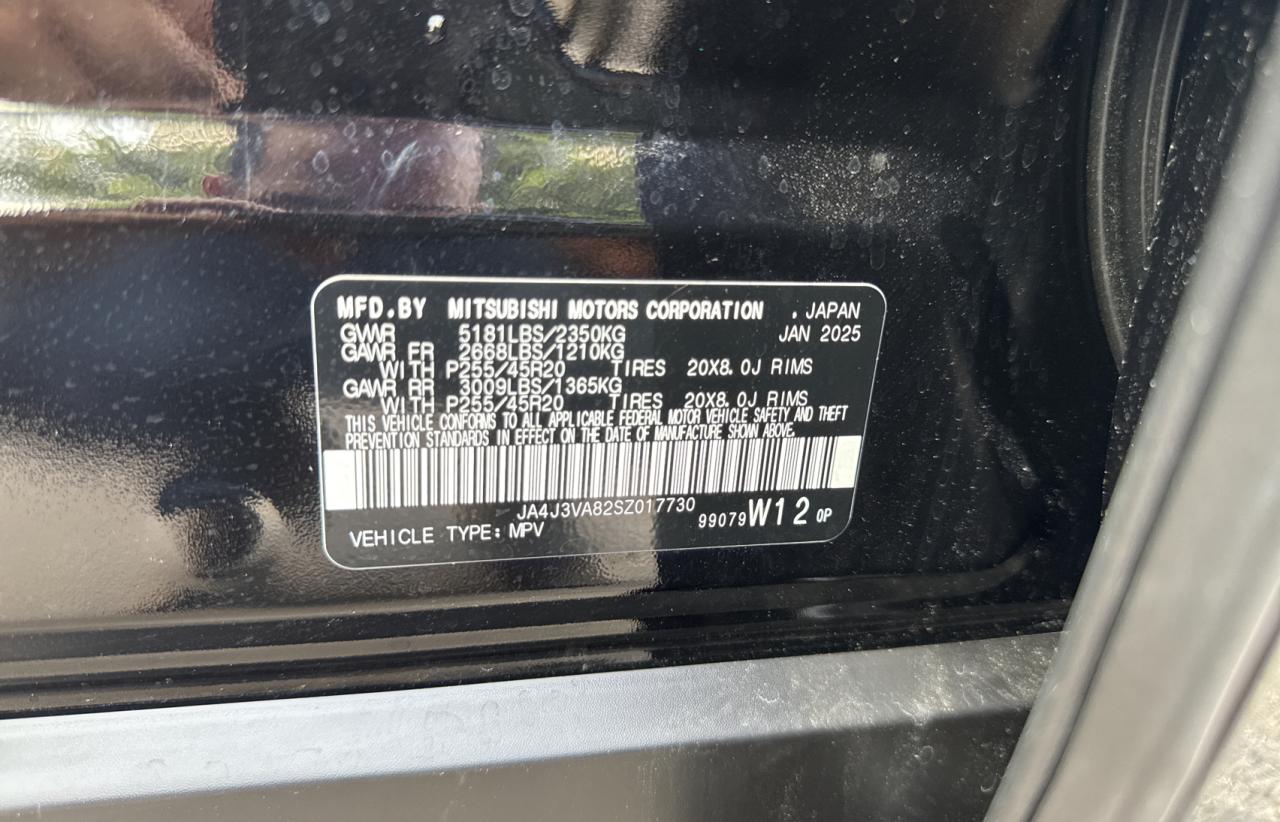 MFD.BY MITSUBISHI MOTORS CORPORATION . JAPAN
GVWR 5181LBS/2350KG JAN 2025
GAWR FR 2668LBS/1210KG
WITH P255/45R20 TIRES 20X8.0J RIMS
GAWR RR 3009LBS/1365KG
WITH P255/45R20 TIRES 20X8.0J RIMS
THIS VEHICLE CONFORMS TO ALL APPLICABLE FEDERAL MOTOR VEHICLE SAFETY AND THEFT
PREVENTION STANDARDS IN EFFECT ON THE DATE OF MANUFACTURE SHOWN ABOVE.
JA4J3VA82SZ017730
99079 W12 0P
VEHICLE TYPE: MPV